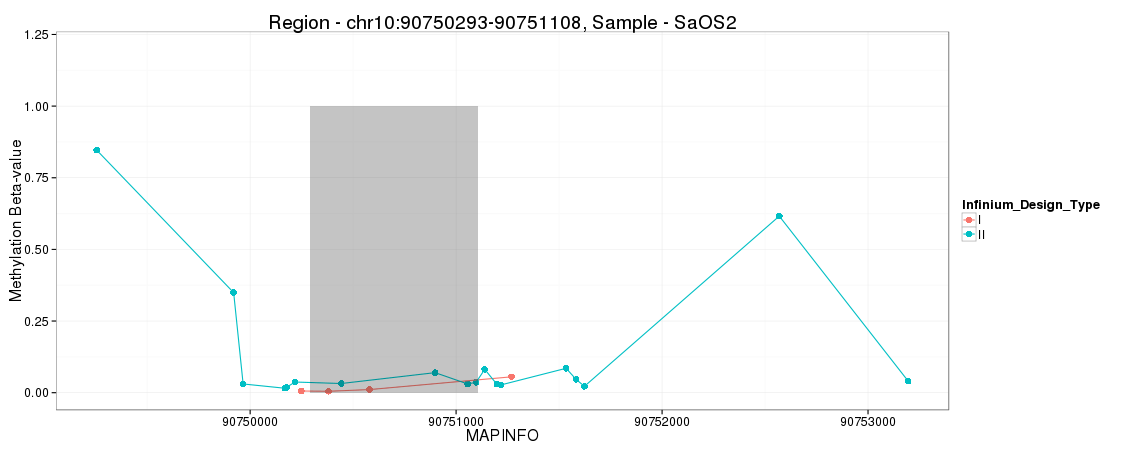 Region - chr10:90750293-90751108, Sample - SaOS2
1.25
1.00
0.75
0.50
0.25
0.00
Methylation Beta-value
90750000 90751000 90752000 90753000
MAPINFO
Infinium_Design_Type
I
II